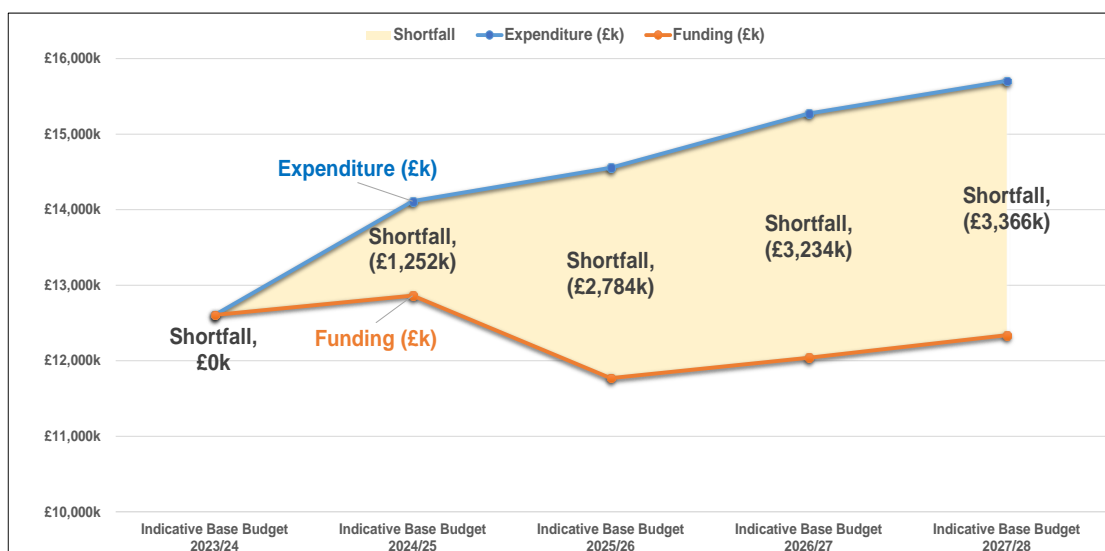 Shortfall
Expenditure (£k)
Funding (£k)
£16,000k
£15,000k
£14,000k
£13,000k
£12,000k
£11,000k
£10,000k
Expenditure (£k)
Funding (£k)
Shortfall,
£0k
Shortfall,
(£1,252k)
Shortfall,
(£2,784k)
Shortfall,
(£3,234k)
Shortfall,
(£3,366k)
Indicative Base Budget
2023/24
Indicative Base Budget
2024/25
Indicative Base Budget
2025/26
Indicative Base Budget
2026/27
Indicative Base Budget
2027/28